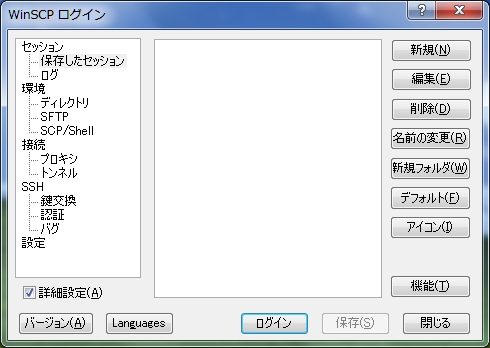 WinSCP ログイン
セッション
保存したセッション
ログ
環境
ディレクトリ
SFTP
SCP/Shell
接続
プロキシ
トンネル
SSH
鍵交換
認証
バグ
設定
詳細設定(A)
新規(N)
編集(E)
削除(D)
名前の変更(R)
新規フォルダ(W)
デフォルト(F)
アイコン(I)
機能(T)
バージョン(A)
Languages
ログイン
保存(S)
閉じる